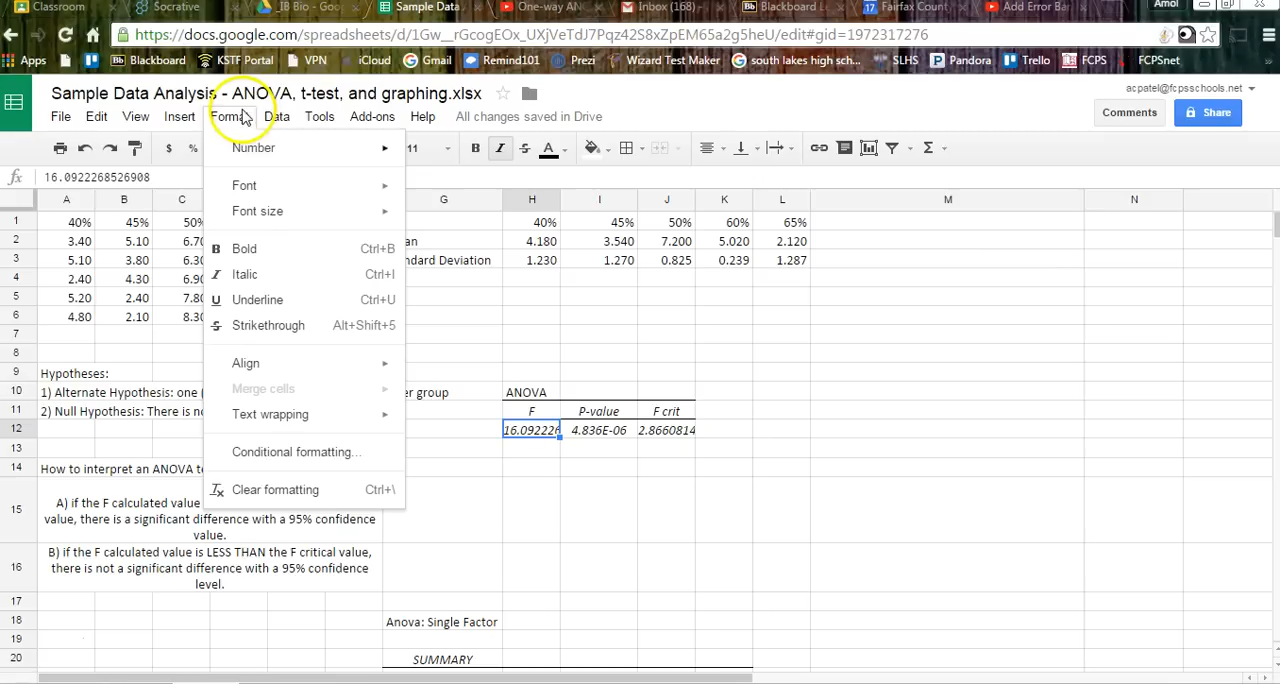 Classroom Socrative IB Bio - Goo Sample Data One-way AN Inbox (168) - Blackboard L Fairfax Count Add Error Bar Amol
https://docs.google.com/spreadsheets/d/1Gw__rGccgEOx_UXjVeTdJ7Pqz42S8xZpEM65a2g5heU/edit#gid=1972317276
Apps Blackboard KSTF Portal VPN iCloud Gmail Remind101 Prezi Wizard Test Maker south lakes high sch... SLHS Pandora Trello FCPS FCPSnet
Sample Data Analysis - ANOVA, t-test, and graphing.xlsx
acpatel@fcpsschools.net
File Edit View Insert Format Data Tools Add-ons Help All changes saved in Drive
Comments Share
$ % 11 B I S A Σ
fx 16.0922268526908
A B C G H I J K L M N
1 40% 45% 50% 40% 45% 50% 60% 65%
2 3.40 5.10 6.70 an 4.180 3.540 7.200 5.020 2.120
3 5.10 3.80 6.30 ndard Deviation 1.230 1.270 0.825 0.239 1.287
4 2.40 4.30 6.90
5 5.20 2.40 7.80
6 4.80 2.10 8.30
7
8
9 Hypotheses:
10 1) Alternate Hypothesis: one ( er group ANOVA
11 2) Null Hypothesis: There is no F P-value F crit
12 16.092226 4.836E-06 2.8660814
13
14 How to interpret an ANOVA te
15 A) if the F calculated value
value, there is a significant difference with a 95% confidence
value.
16 B) if the F calculated value is LESS THAN the F critical value,
there is not a significant difference with a 95% confidence
level.
17
18 Anova: Single Factor
19
20 SUMMARY
Number
Font
Font size
B Bold Ctrl+B
I Italic Ctrl+I
U Underline Ctrl+U
S Strikethrough Alt+Shift+5
Align
Merge cells
Text wrapping
Conditional formatting...
Clear formatting Ctrl+\